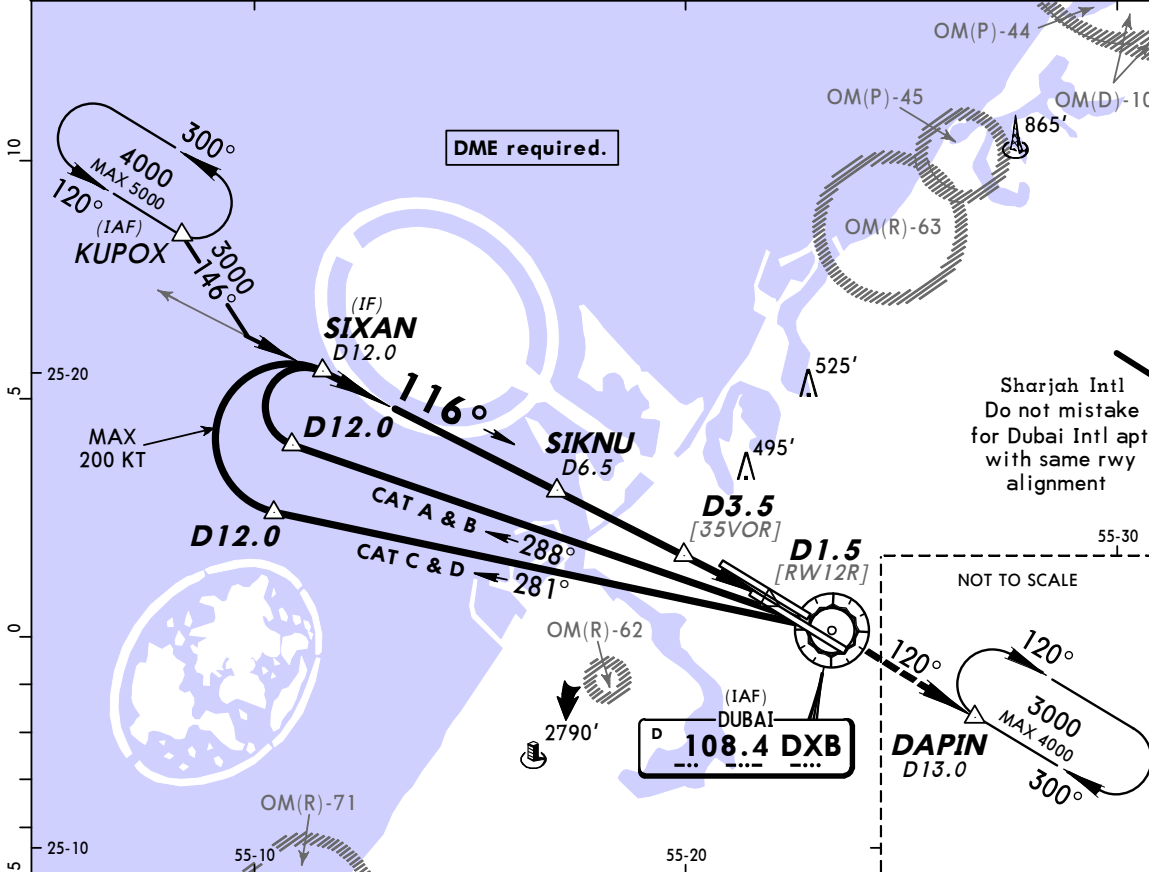 OM(P)-44
OM(P)-45
OM(D)-10
865'
10
300°
4000
MAX 5000
120°
(IAF)
KUPOX
DME required.
OM(R)-63
3000
146°
(IF)
SIXAN
D12.0
25-20
5
116°
525'
Sharjah Intl
Do not mistake
for Dubai Intl apt
with same rwy
alignment
MAX
200 KT
D12.0
SIKNU
D6.5
495'
CAT A & B
288°
D3.5
[35VOR]
D12.0
CAT C & D
281°
D1.5
[RW12R]
55-30
NOT TO SCALE
0
OM(R)-62
120°
120°
3000
MAX 4000
300°
2790'
(IAF)
DUBAI
D
108.4 DXB
DAPIN
D13.0
OM(R)-71
25-10
55-10
55-20
5